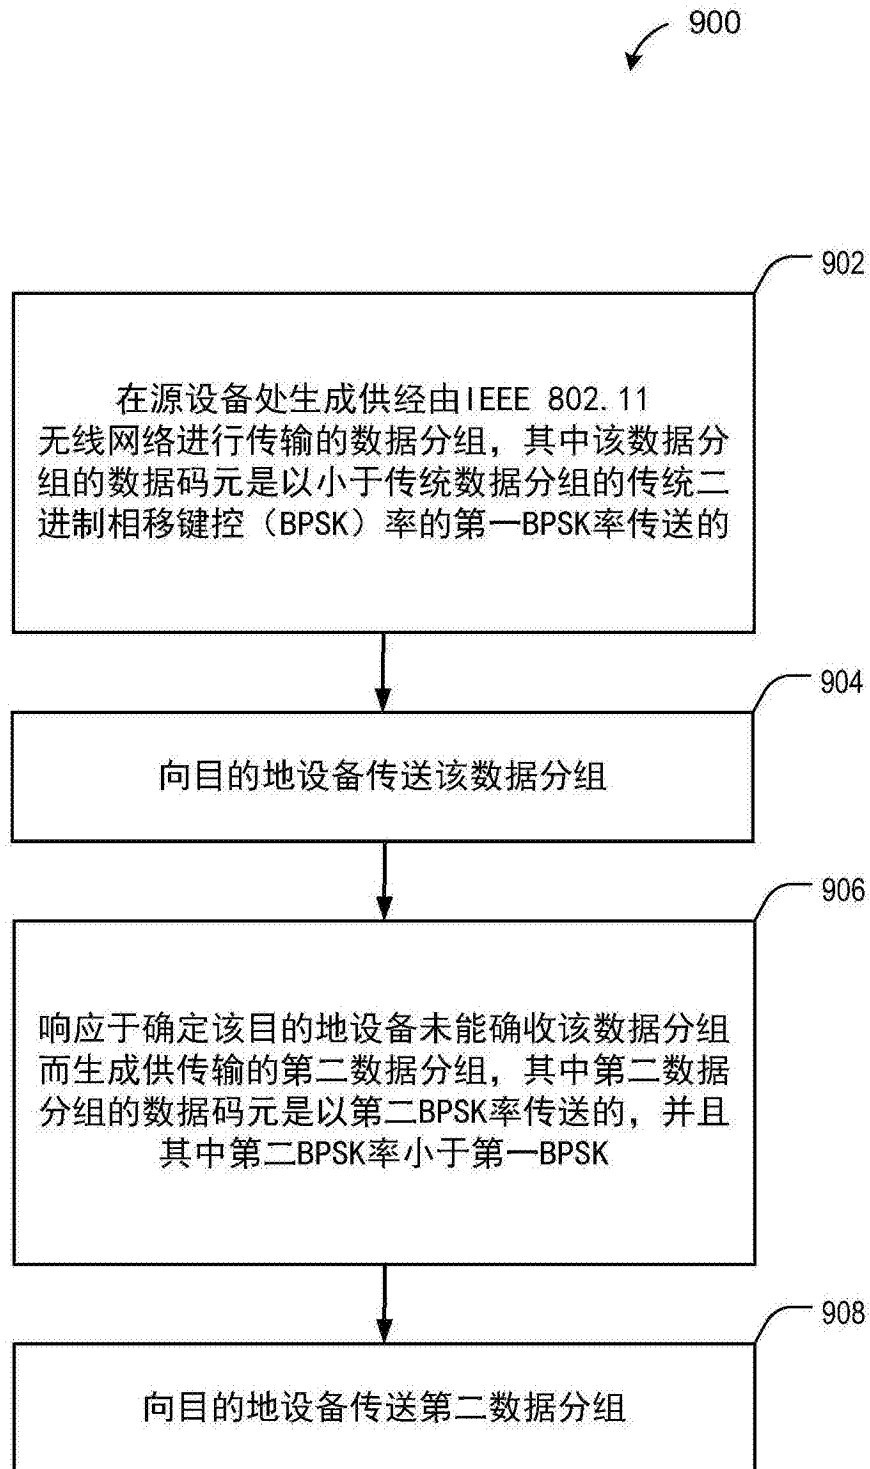 900
902
在源设备处生成供经由IEEE 802.11
无线网络进行传输的数据分组，其中该数据分
组的数据码元是以小于传统数据分组的传统二
进制相移键控（BPSK）率的第一BPSK率传送的
904
向目的地设备传送该数据分组
906
响应于确定该目的地设备未能确收该数据分组
而生成供传输的第二数据分组，其中第二数据
分组的数据码元是以第二BPSK率传送的，并且
其中第二BPSK率小于第一BPSK
908
向目的地设备传送第二数据分组